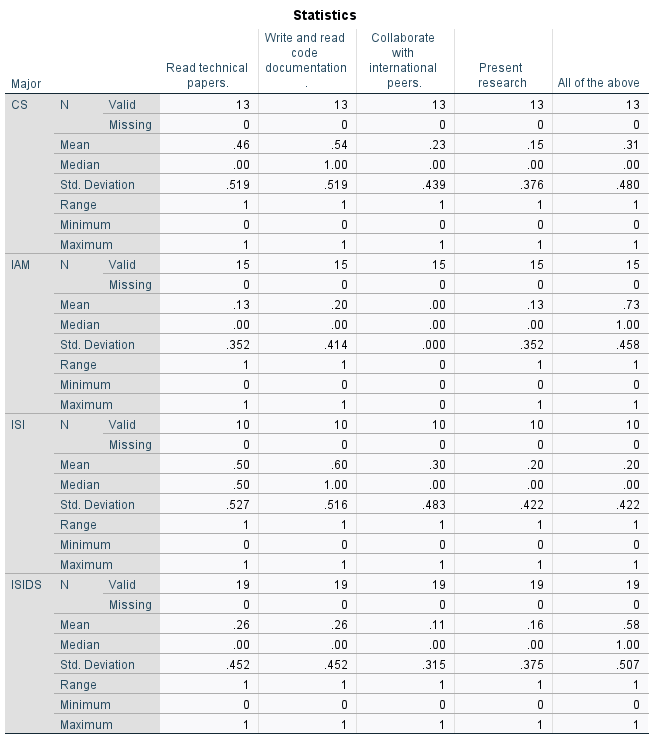 Statistics
Major Read technical papers. Write and read code documentation . Collaborate with international peers. Present research All of the above
CS N Valid 13 13 13 13 13
Missing 0 0 0 0 0
Mean .46 .54 .23 .15 .31
Median .00 1.00 .00 .00 .00
Std. Deviation .519 .519 .439 .376 .480
Range 1 1 1 1 1
Minimum 0 0 0 0 0
Maximum 1 1 1 1 1
IAM N Valid 15 15 15 15 15
Missing 0 0 0 0 0
Mean .13 .20 .00 .13 .73
Median .00 .00 .00 .00 1.00
Std. Deviation .352 .414 .000 .352 .458
Range 1 1 0 1 1
Minimum 0 0 0 0 0
Maximum 1 1 0 1 1
ISI N Valid 10 10 10 10 10
Missing 0 0 0 0 0
Mean .50 .60 .30 .20 .20
Median .50 1.00 .00 .00 .00
Std. Deviation .527 .516 .483 .422 .422
Range 1 1 1 1 1
Minimum 0 0 0 0 0
Maximum 1 1 1 1 1
ISIDS N Valid 19 19 19 19 19
Missing 0 0 0 0 0
Mean .26 .26 .11 .16 .58
Median .00 .00 .00 .00 1.00
Std. Deviation .452 .452 .315 .375 .507
Range 1 1 1 1 1
Minimum 0 0 0 0 0
Maximum 1 1 1 1 1